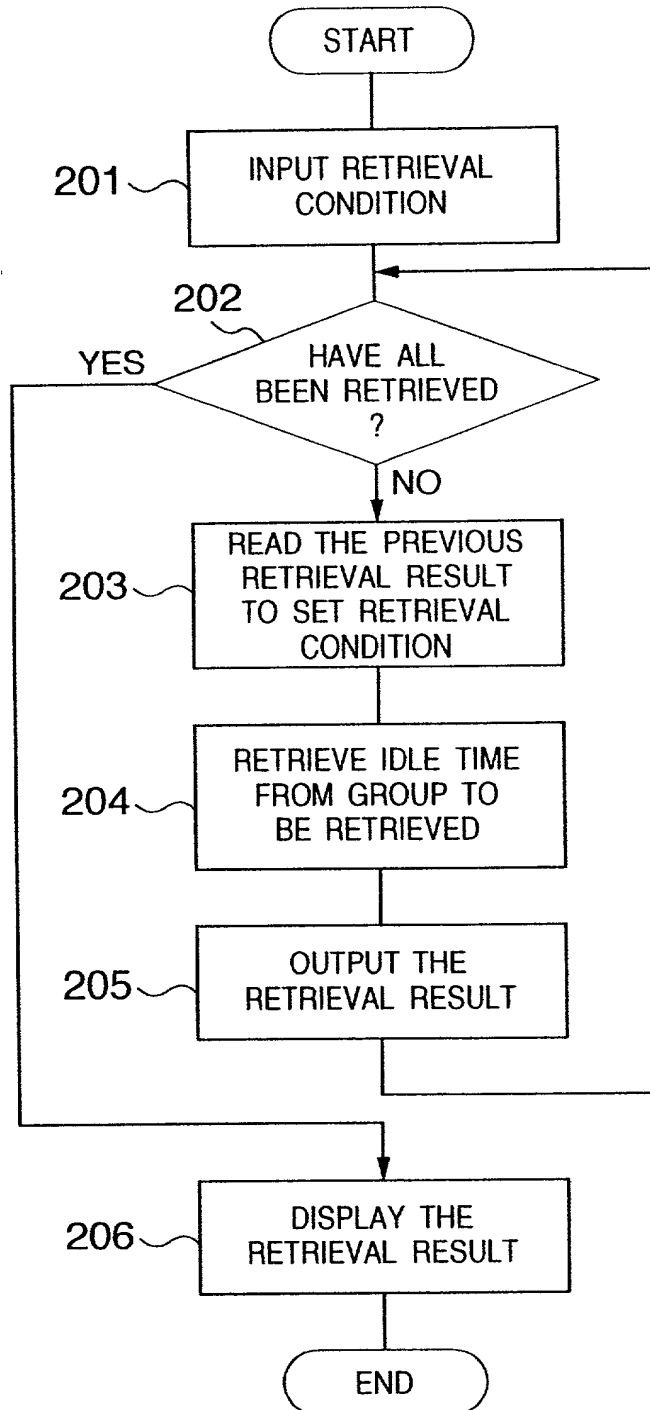 START
201
INPUT RETRIEVAL
CONDITION
202
YES
HAVE ALL
BEEN RETRIEVED
?
NO
203
READ THE PREVIOUS
RETRIEVAL RESULT
TO SET RETRIEVAL
CONDITION
204
RETRIEVE IDLE TIME
FROM GROUP TO
BE RETRIEVED
205
OUTPUT THE
RETRIEVAL RESULT
206
DISPLAY THE
RETRIEVAL RESULT
END